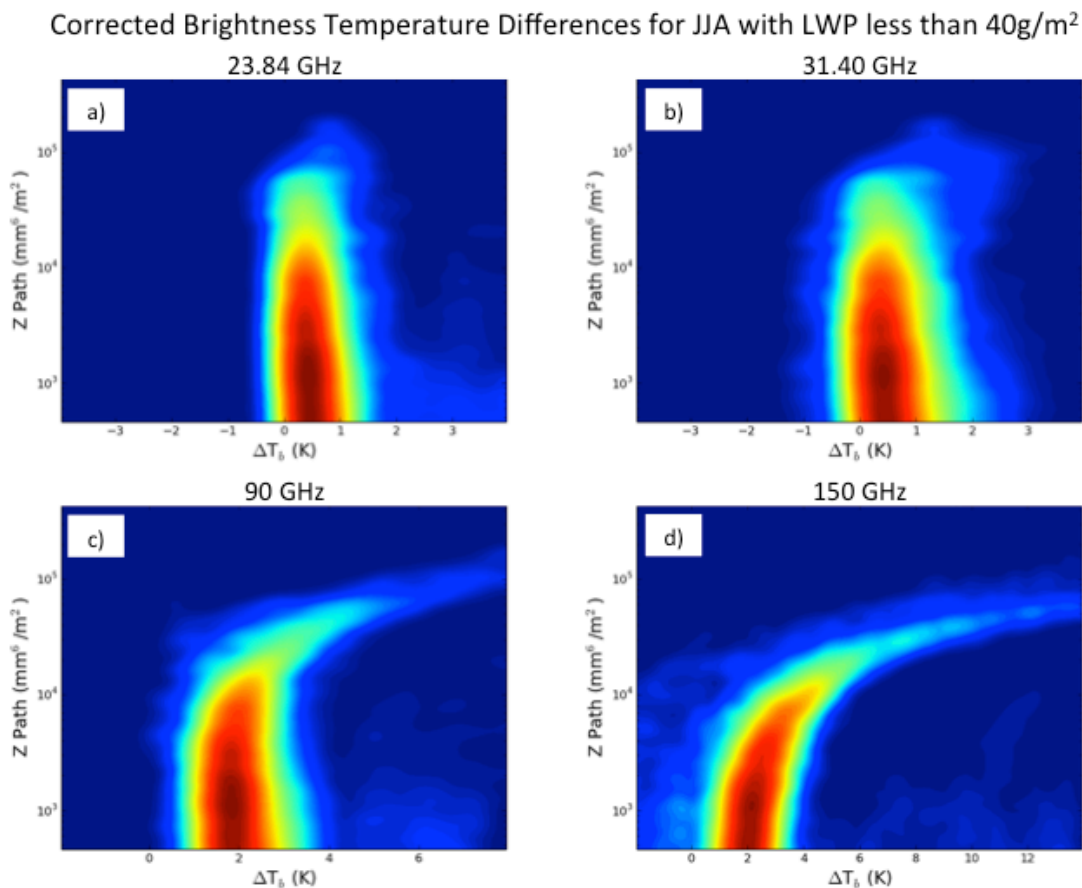 Corrected Brightness Temperature Differences for JJA with LWP less than 40g/m²
23.84 GHz
a)
Z Path (mm⁶/m²)
10⁵
10⁴
10³
−3 −2 −1 0 1 2 3
ΔT_b (K)
31.40 GHz
b)
Z Path (mm⁶/m²)
10⁵
10⁴
10³
−3 −2 −1 0 1 2 3
ΔT_b (K)
90 GHz
c)
Z Path (mm⁶/m²)
10⁵
10⁴
10³
0 2 4 6
ΔT_b (K)
150 GHz
d)
Z Path (mm⁶/m²)
10⁵
10⁴
10³
0 2 4 6 8 10 12
ΔT_b (K)